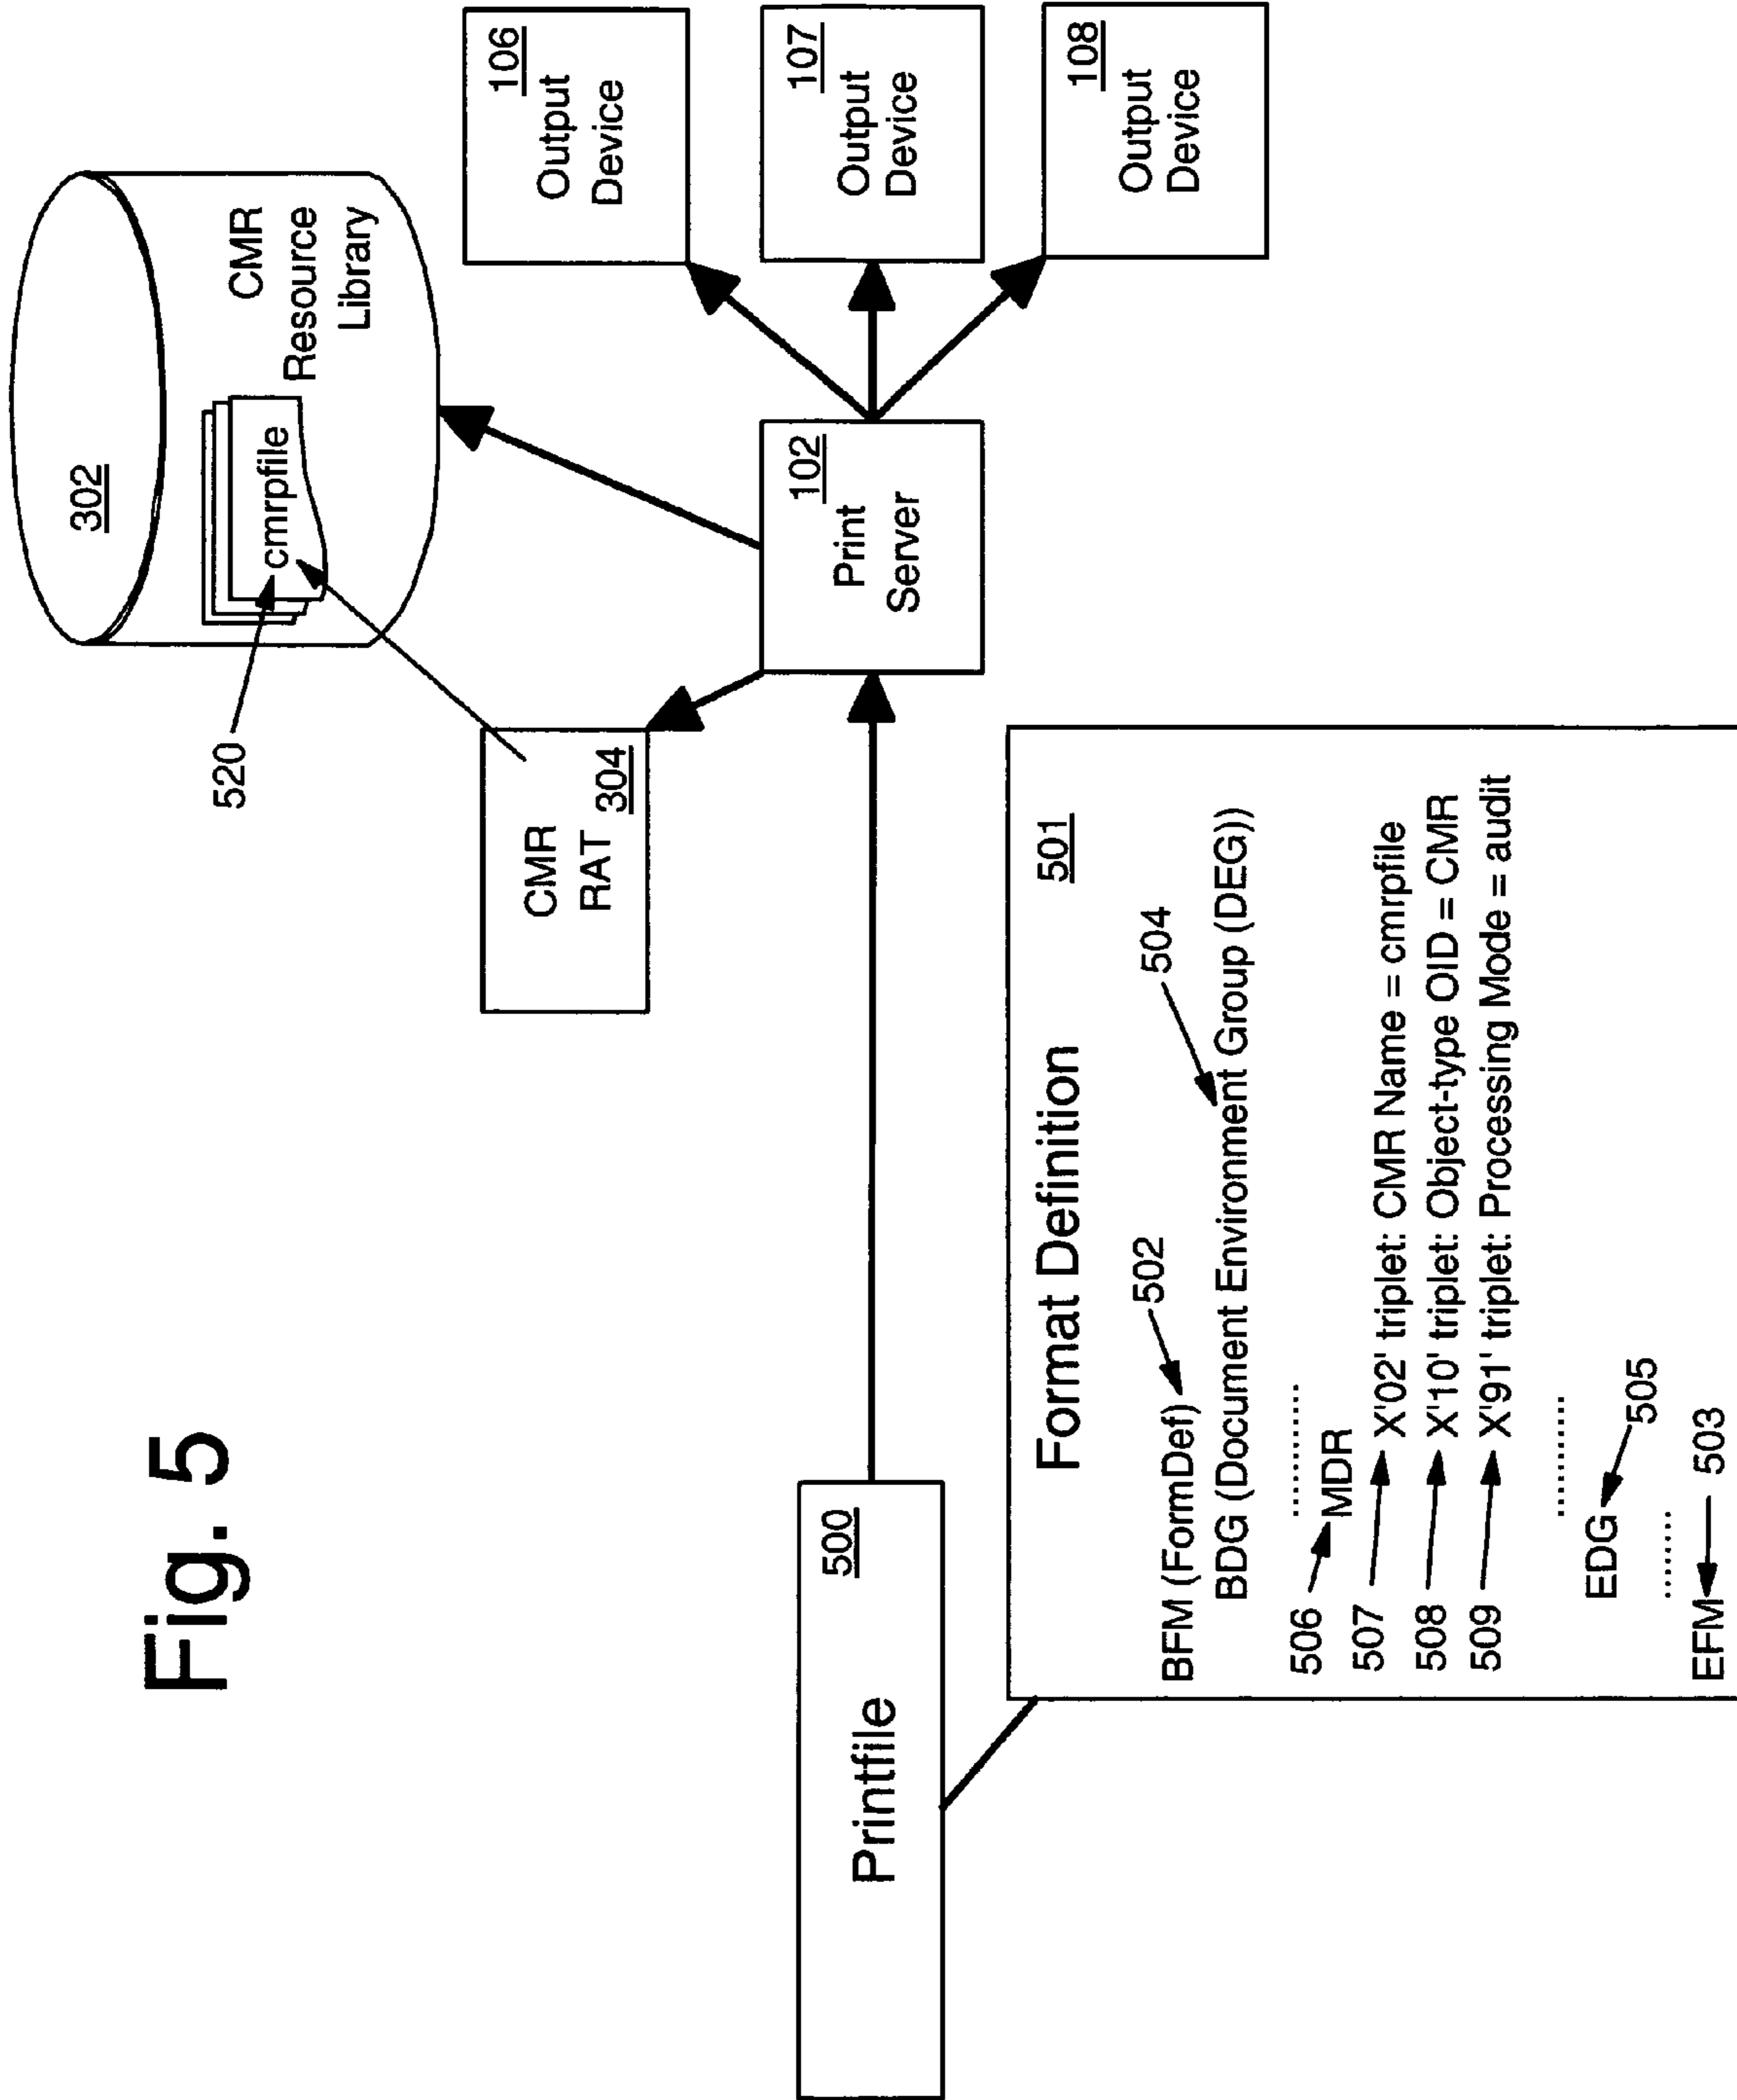 Fig. 5
302
520
cmrpfile
CMR
Resource
Library
CMR
RAT
304
106
Output
Device
500
Printfile
102
Print
Server
107
Output
Device
108
Output
Device
Format Definition
501
BFM (FormDef)
502
BDG (Document Environment Group (DEG))
504
..........
506
MDR
507
X'02' triplet: CMR Name = cmrpfile
508
X'10' triplet: Object-type OID = CMR
509
X'91' triplet: Processing Mode = audit
.........
EDG
505
.......
EFM
503